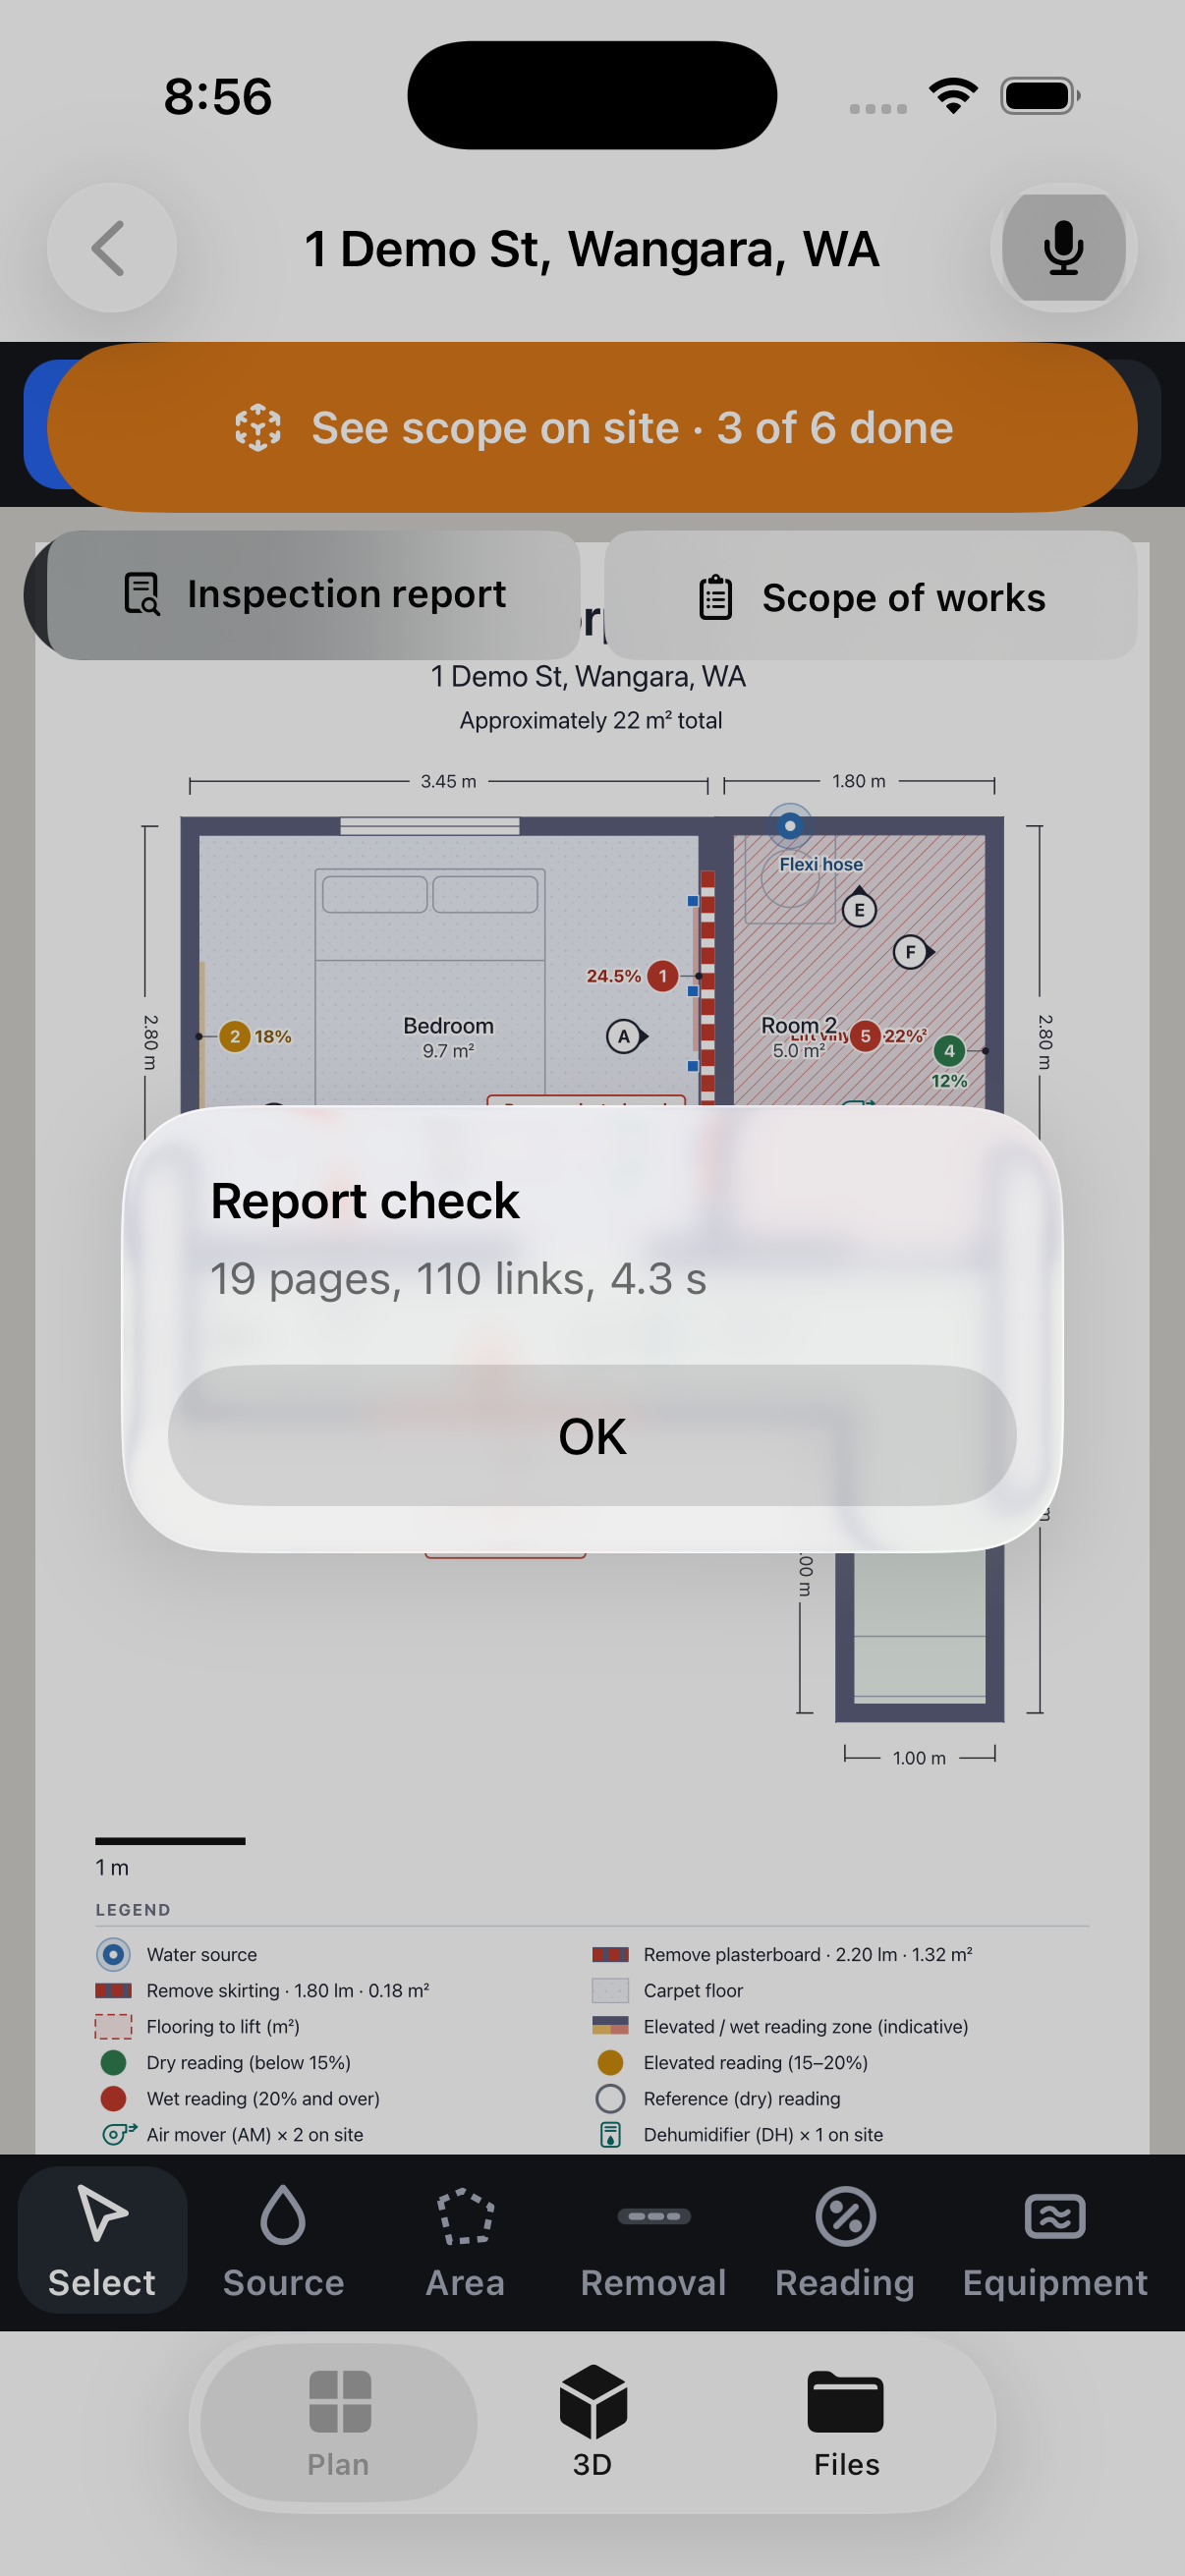 8:56
1 Demo St, Wangara, WA
See scope on site · 3 of 6 done
Inspection report
Scope of works
1 Demo St, Wangara, WA
Approximately 22 m² total
3.45 m
1.80 m
Flexi hose
E
F
24.5% 1
2.80 m
2 18%
Bedroom
9.7 m²
A
Room 2
5.0 m²
5 22%
4
12%
2.80 m
Report check
19 pages, 110 links, 4.3 s
OK
1.00 m
1 m
LEGEND
Water source
Remove plasterboard · 2.20 lm · 1.32 m²
Remove skirting · 1.80 lm · 0.18 m²
Carpet floor
Flooring to lift (m²)
Elevated / wet reading zone (indicative)
Dry reading (below 15%)
Elevated reading (15–20%)
Wet reading (20% and over)
Reference (dry) reading
Air mover (AM) × 2 on site
Dehumidifier (DH) × 1 on site
Select
Source
Area
Removal
Reading
Equipment
Plan
3D
Files